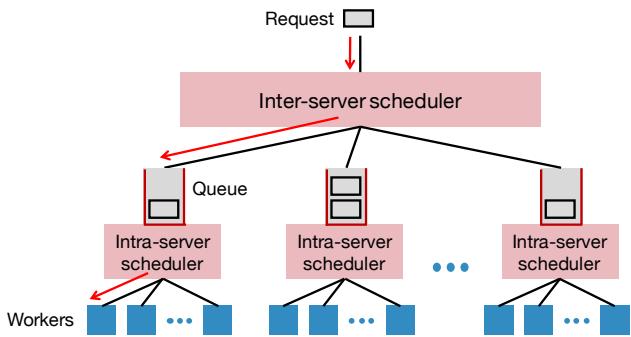 Request
Inter-server scheduler
Queue
Intra-server
scheduler
Intra-server
scheduler
Intra-server
scheduler
Workers